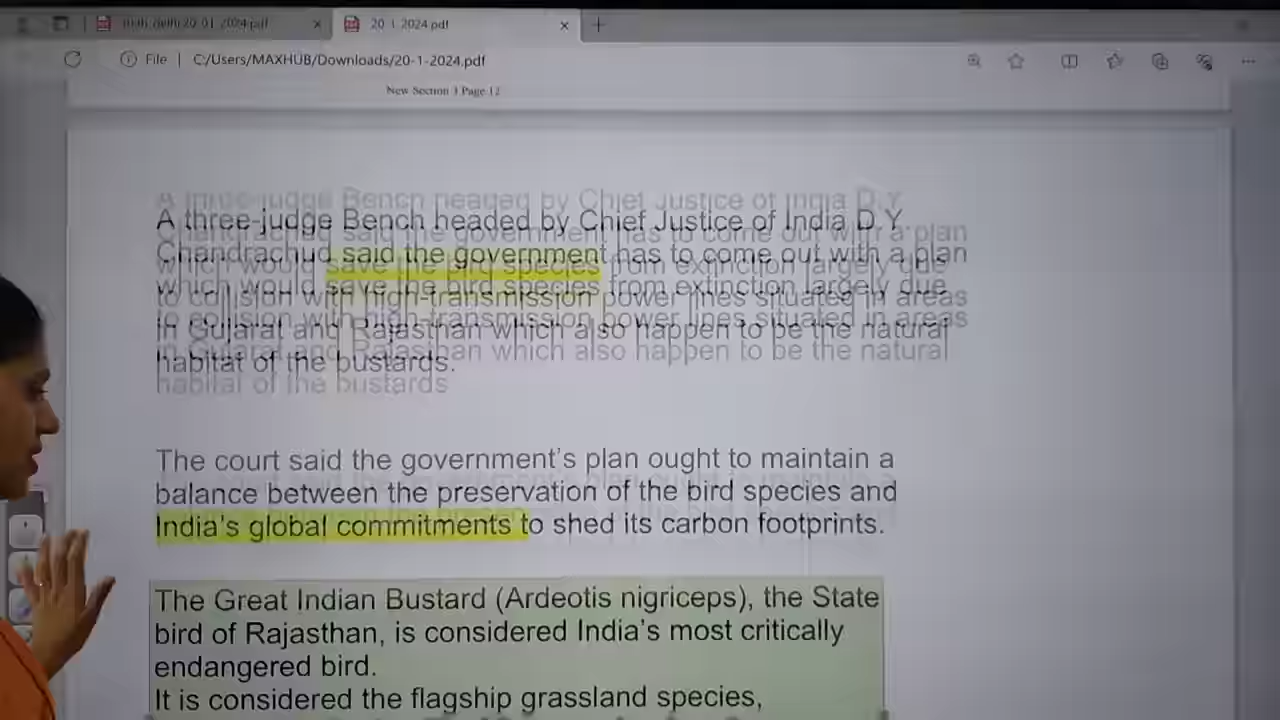 20-1-2024.pdf
File | C:/Users/MAXHUB/Downloads/20-1-2024.pdf
New Section 3 Page 12
A three-judge Bench headed by Chief Justice of India D.Y.
Chandrachud said the government has to come out with a plan
which would save the bird species from extinction largely due
to collision with high-transmission power lines situated in areas
in Gujarat and Rajasthan which also happen to be the natural
habitat of the bustards.
The court said the government's plan ought to maintain a
balance between the preservation of the bird species and
India's global commitments to shed its carbon footprints.
The Great Indian Bustard (Ardeotis nigriceps), the State
bird of Rajasthan, is considered India's most critically
endangered bird.
It is considered the flagship grassland species,